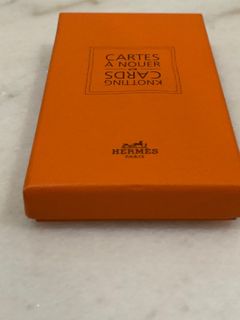 CARTES
À NOUER
KNOTTING
CARDS
HERMÈS
PARIS